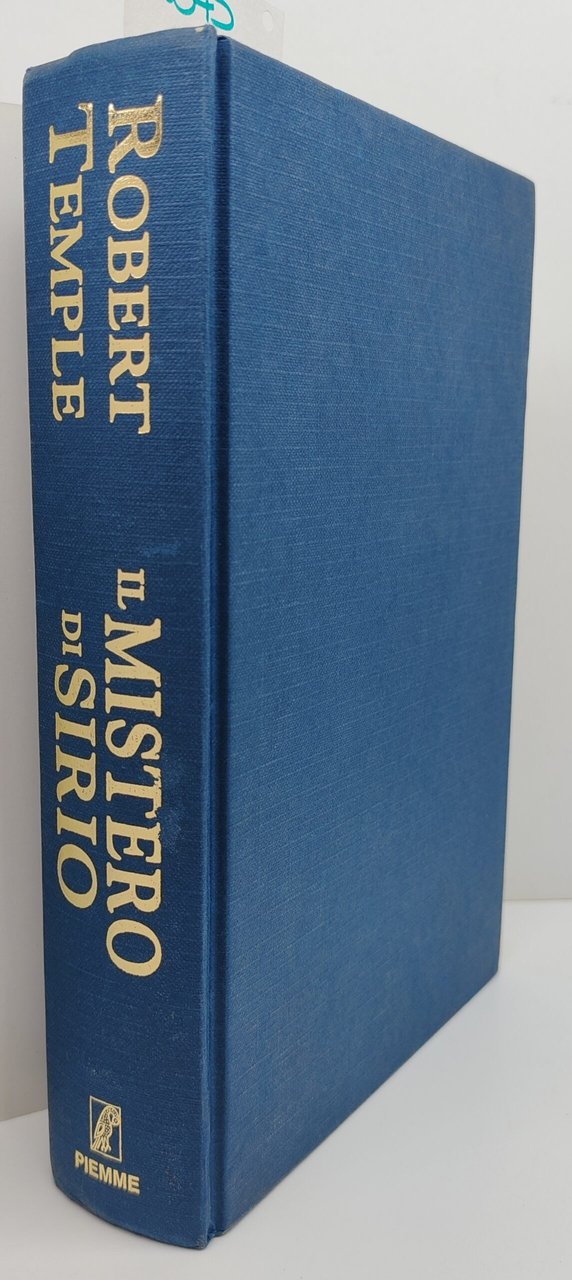 ROBERT
TEMPLE
IL MISTERO
DI SIRIO
PIEMME